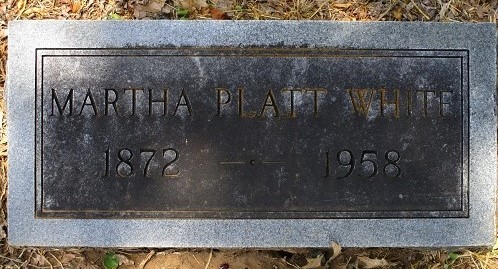 MARTHA PLATT WHITE
1872 — · — 1958